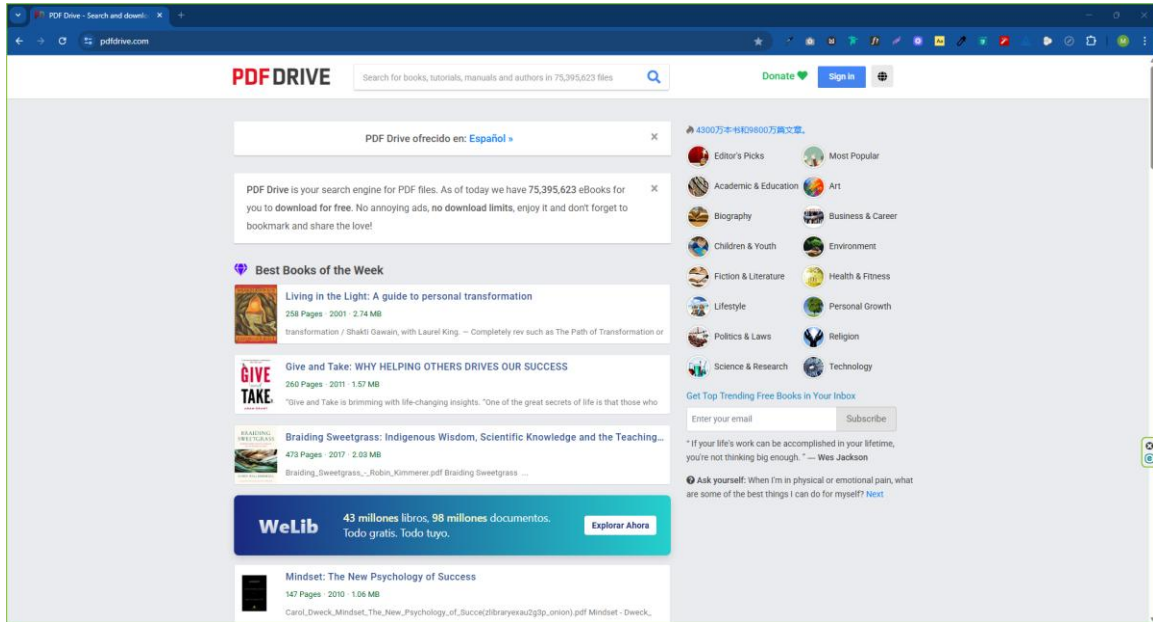 PDF Drive - Search and downlo
pdfdrive.com
PDFDRIVE
Search for books, tutorials, manuals and authors in 75,395,623 files
Donate
Sign in
PDF Drive ofrecido en: Español »
PDF Drive is your search engine for PDF files. As of today we have 75,395,623 eBooks for
you to download for free. No annoying ads, no download limits, enjoy it and don't forget to
bookmark and share the love!
Best Books of the Week
Living in the Light: A guide to personal transformation
258 Pages · 2001 · 2.74 MB
transformation / Shakti Gawain, with Laurel King. — Completely rev such as The Path of Transformation or
GIVE
TAKE
Give and Take: WHY HELPING OTHERS DRIVES OUR SUCCESS
260 Pages · 2011 · 1.57 MB
"Give and Take is brimming with life-changing insights. "One of the great secrets of life is that those who
BRAIDING
SWEETGRASS
Braiding Sweetgrass: Indigenous Wisdom, Scientific Knowledge and the Teaching...
473 Pages · 2017 · 2.03 MB
Braiding_Sweetgrass_-_Robin_Kimmerer.pdf Braiding Sweetgrass ...
WeLib
43 millones libros, 98 millones documentos.
Todo gratis. Todo tuyo.
Explorar Ahora
Mindset: The New Psychology of Success
147 Pages · 2010 · 1.06 MB
Carol_Dweck_Mindset_The_New_Psychology_of_Succe(zlibraryexau2g3p_onion).pdf Mindset - Dweck_
4300万本书和9800万篇文章。
Editor's Picks
Most Popular
Academic & Education
Art
Biography
Business & Career
Children & Youth
Environment
Fiction & Literature
Health & Fitness
Lifestyle
Personal Growth
Politics & Laws
Religion
Science & Research
Technology
Get Top Trending Free Books in Your Inbox
Enter your email
Subscribe
" If your life's work can be accomplished in your lifetime,
you're not thinking big enough. " — Wes Jackson
Ask yourself: When I'm in physical or emotional pain, what
are some of the best things I can do for myself? Next